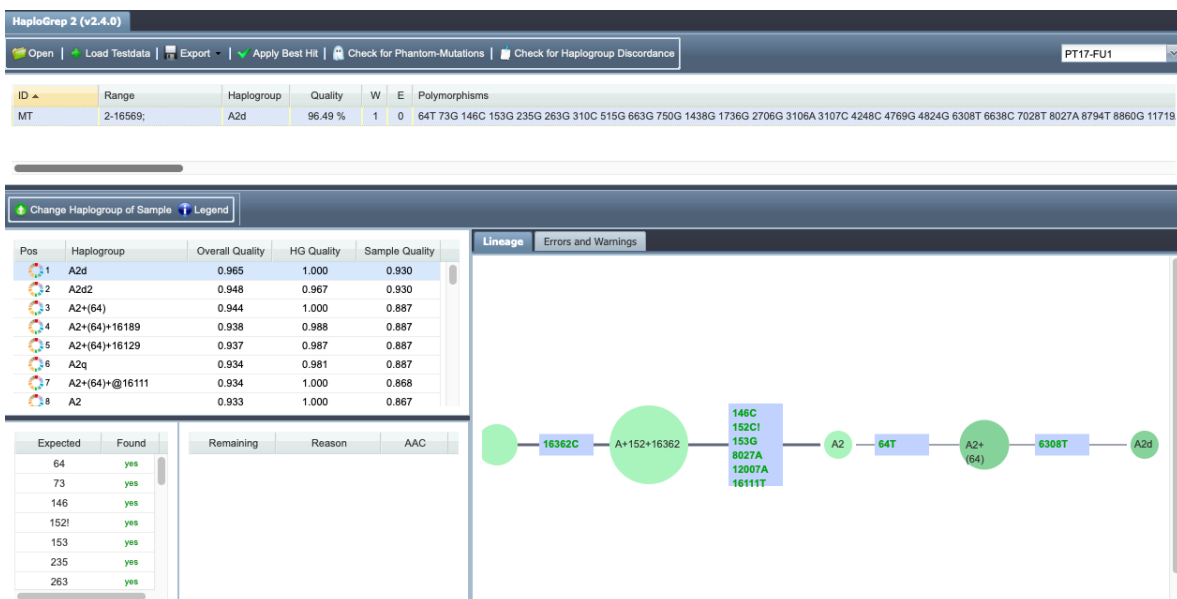 HaploGrep 2 (v2.4.0)
Open | Load Testdata | Export | Apply Best Hit | Check for Phantom-Mutations | Check for Haplogroup Discordance
PT17-FU1
ID Range Haplogroup Quality W E Polymorphisms
MT 2-16569; A2d 96.49 % 1 0 64T 73G 146C 153G 235G 263G 310C 515G 663G 750G 1438G 1736G 2706G 3106A 3107C 4248C 4769G 4824G 6308T 6638C 7028T 8027A 8794T 8860G 11719
Change Haplogroup of Sample Legend
Pos Haplogroup Overall Quality HG Quality Sample Quality
1 A2d 0.965 1.000 0.930
2 A2d2 0.948 0.967 0.930
3 A2+(64) 0.944 1.000 0.887
4 A2+(64)+16189 0.938 0.988 0.887
5 A2+(64)+16129 0.937 0.987 0.887
6 A2q 0.934 0.981 0.887
7 A2+(64)+@16111 0.934 1.000 0.868
8 A2 0.933 1.000 0.867
Expected Found
64 yes
73 yes
146 yes
152! yes
153 yes
235 yes
263 yes
Remaining Reason AAC
Lineage Errors and Warnings
16362C
A+152+16362
146C
152C!
153G
8027A
12007A
16111T
A2
64T
A2+
(64)
6308T
A2d